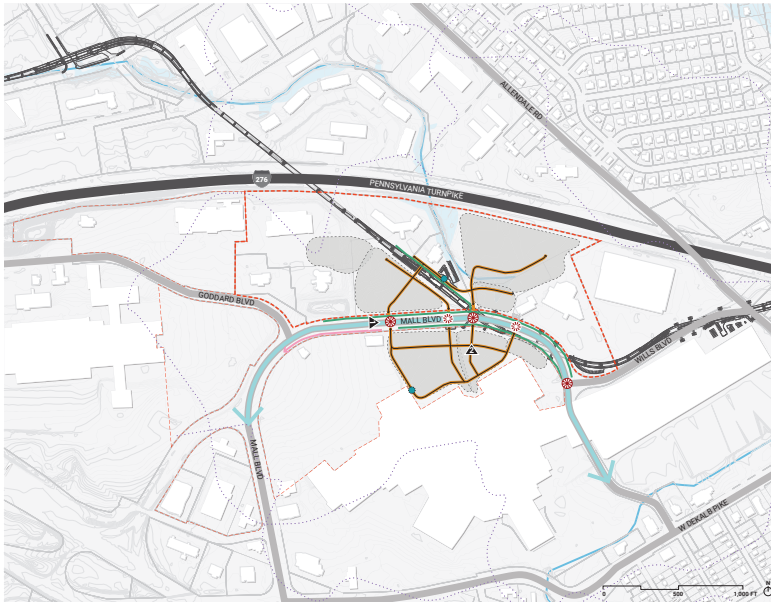 ALLENDALE RD
276
PENNSYLVANIA TURNPIKE
GODDARD BLVD
MALL BLVD
WILLS BLVD
MALL BLVD
W DEKALB PIKE
N
0 500 1,000 FT